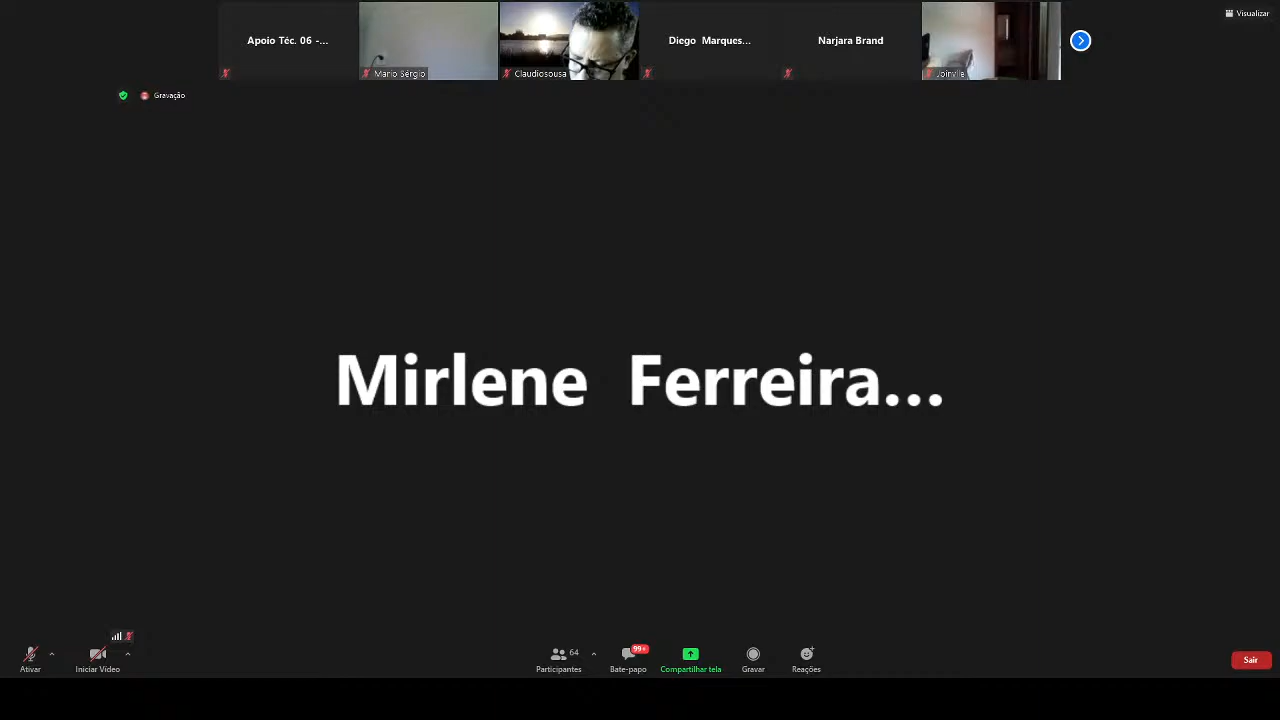 Apoio Téc. 06 -...
Mario Sérgio
Claudiosousa
Diego Marques...
Narjara Brand
Joinvile
Visualizar
Gravação
Mirlene Ferreira...
Ativar
Iniciar Vídeo
64
Participantes
99+
Bate-papo
Compartilhar tela
Gravar
Reações
Sair